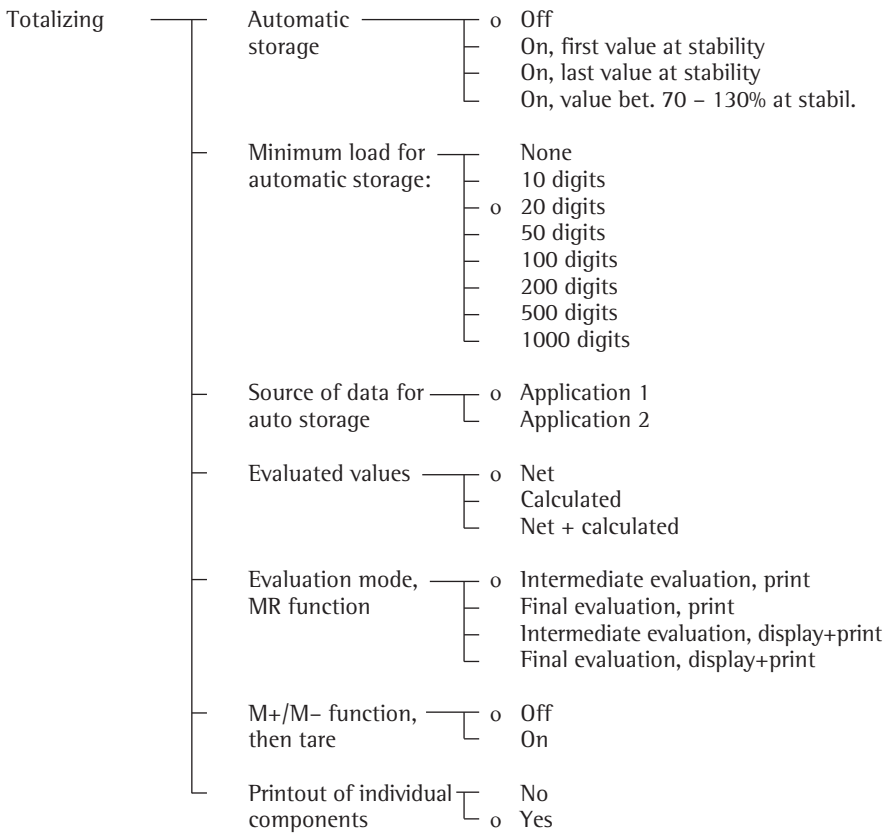 Totalizing Automatic o Off
storage On, first value at stability
On, last value at stability
On, value bet. 70 – 130% at stabil.
Minimum load for None
automatic storage: 10 digits
o 20 digits
50 digits
100 digits
200 digits
500 digits
1000 digits
Source of data for o Application 1
auto storage Application 2
Evaluated values o Net
Calculated
Net + calculated
Evaluation mode, o Intermediate evaluation, print
MR function Final evaluation, print
Intermediate evaluation, display+print
Final evaluation, display+print
M+/M– function, o Off
then tare On
Printout of individual No
components o Yes